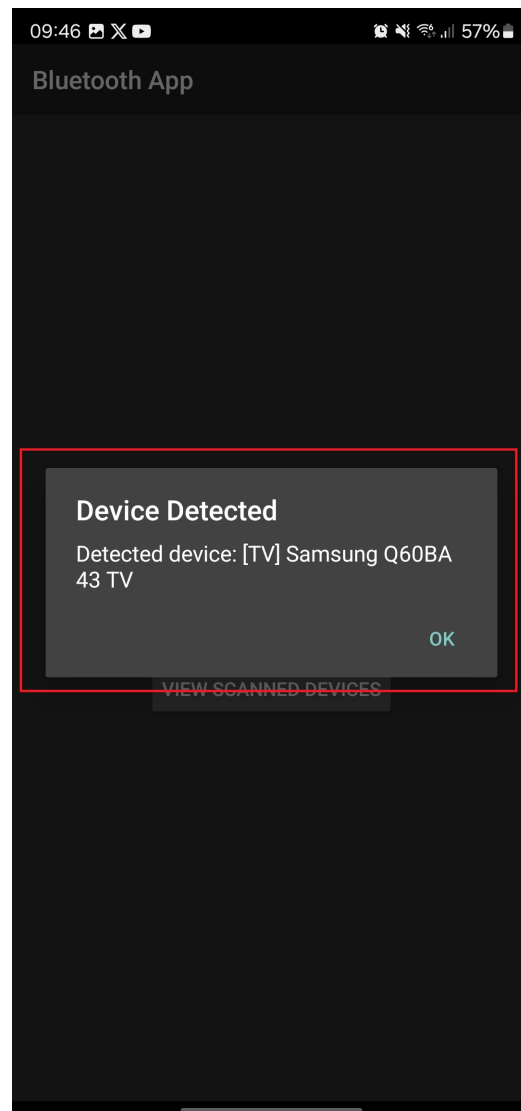 09:46 57%
Bluetooth App
Device Detected
Detected device: [TV] Samsung Q60BA
43 TV
OK
VIEW SCANNED DEVICES